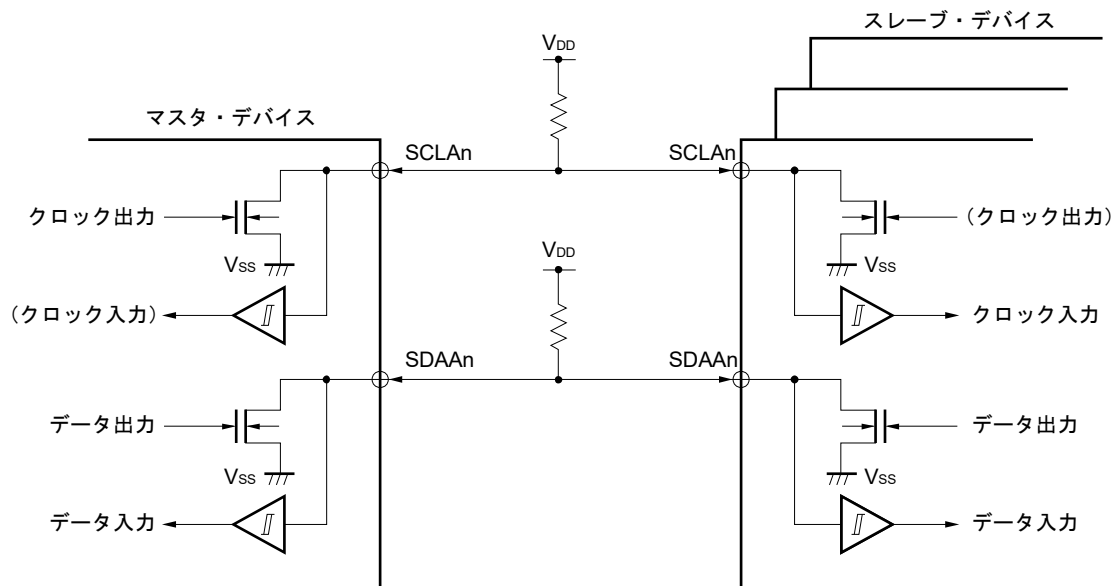 スレーブ・デバイス
VDD
マスタ・デバイス
SCLAn
SCLAn
クロック出力
(クロック出力)
VSS
VDD
VSS
(クロック入力)
クロック入力
SDAAn
SDAAn
データ出力
データ出力
VSS
VSS
データ入力
データ入力